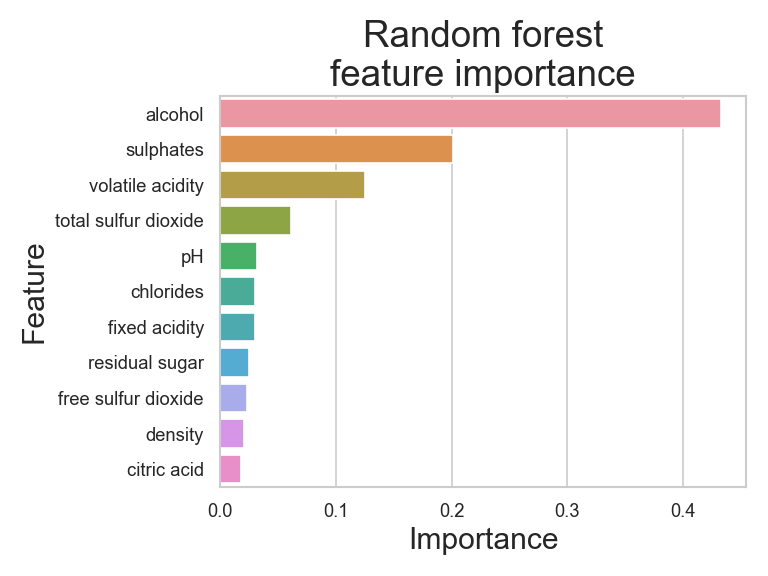 Random forest
feature importance
Feature
alcohol
sulphates
volatile acidity
total sulfur dioxide
pH
chlorides
fixed acidity
residual sugar
free sulfur dioxide
density
citric acid
0.0 0.1 0.2 0.3 0.4
Importance